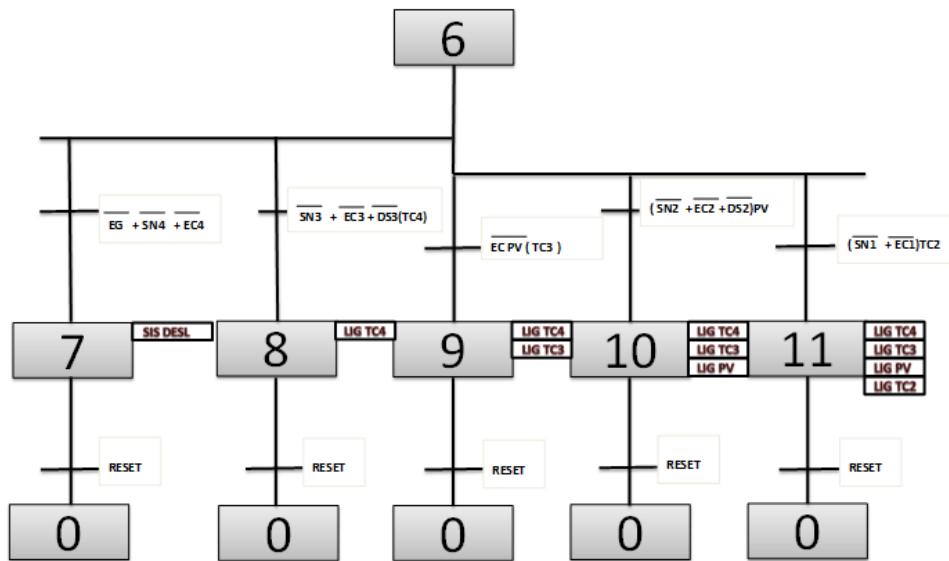 6
EG + SN4 + EC4
SN3 + EC3+DS3(TC4)
EC PV ( TC3 )
( SN2 +EC2 +DS2)PV
(SN1 +EC1)TC2
7
SIS DESL
8
LIG TC4
9
LIG TC4
LIG TC3
10
LIG TC4
LIG TC3
LIG PV
11
LIG TC4
LIG TC3
LIG PV
LIG TC2
RESET
RESET
RESET
RESET
RESET
0
0
0
0
0